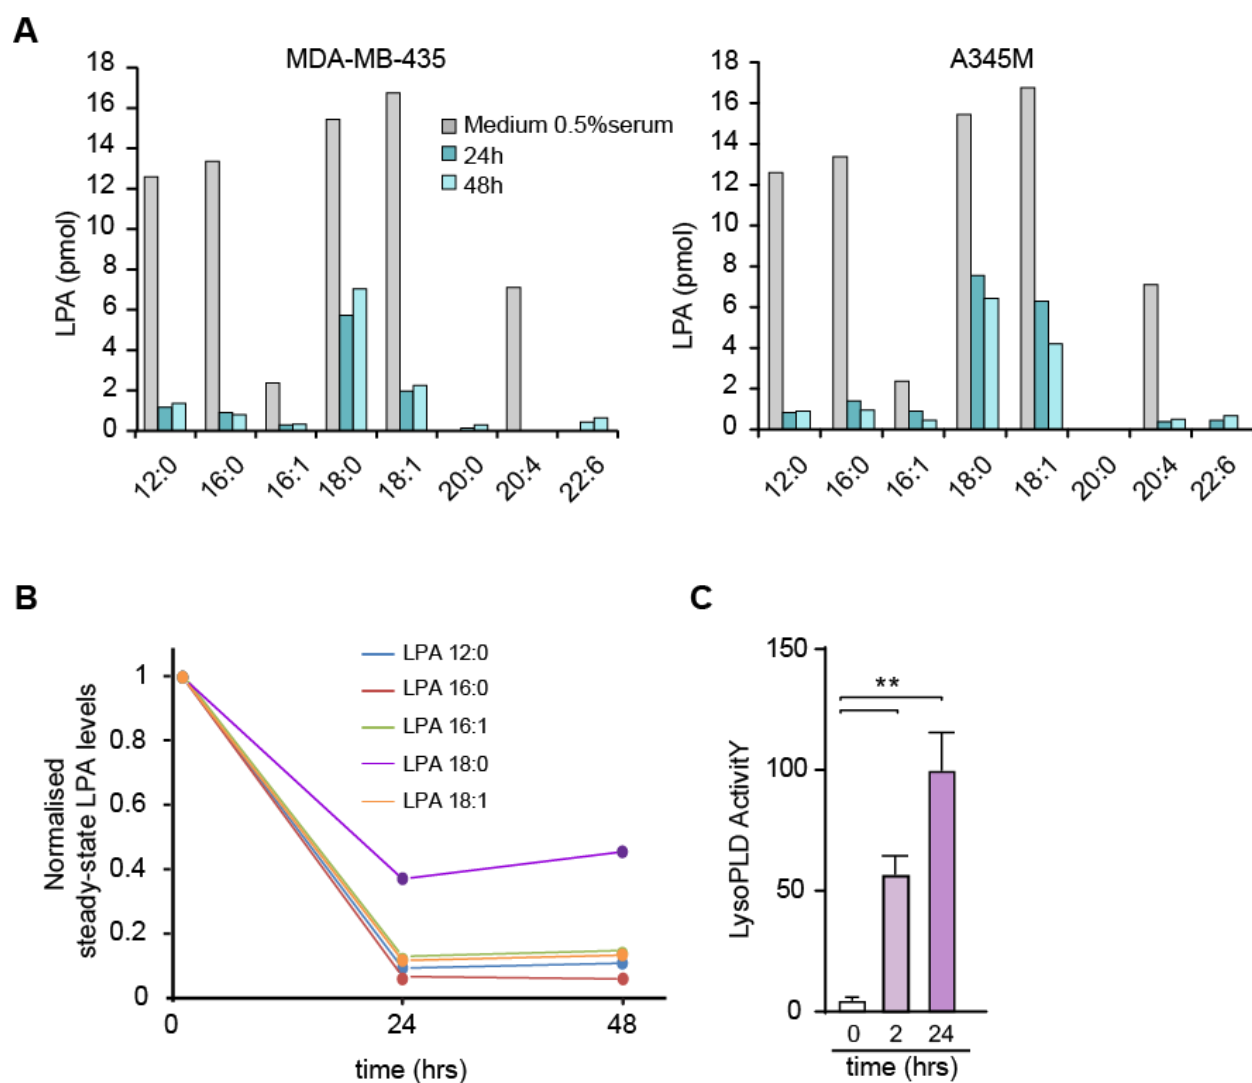 A
MDA-MB-435
18
16
14
12
10
8
6
4
2
0
LPA (pmol)
Medium 0.5%serum
24h
48h
12:0
16:0
16:1
18:0
18:1
20:0
20:4
22:6
A345M
18
16
14
12
10
8
6
4
2
0
LPA (pmol)
12:0
16:0
16:1
18:0
18:1
20:0
20:4
22:6
B
Normalised
steady-state LPA levels
1
0.8
0.6
0.4
0.2
0
LPA 12:0
LPA 16:0
LPA 16:1
LPA 18:0
LPA 18:1
0
24
48
time (hrs)
C
LysoPLD ActivitY
150
100
50
0
**
0
2
24
time (hrs)